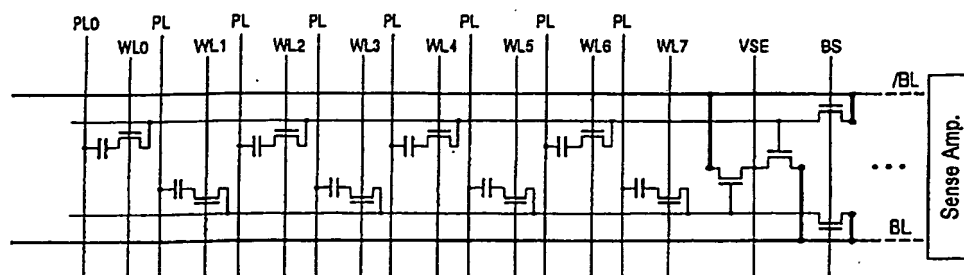 PL0 PL PL PL PL PL PL PL
WL0 WL1 WL2 WL3 WL4 WL5 WL6 WL7 VSE BS
/BL
Sense Amp.
BL